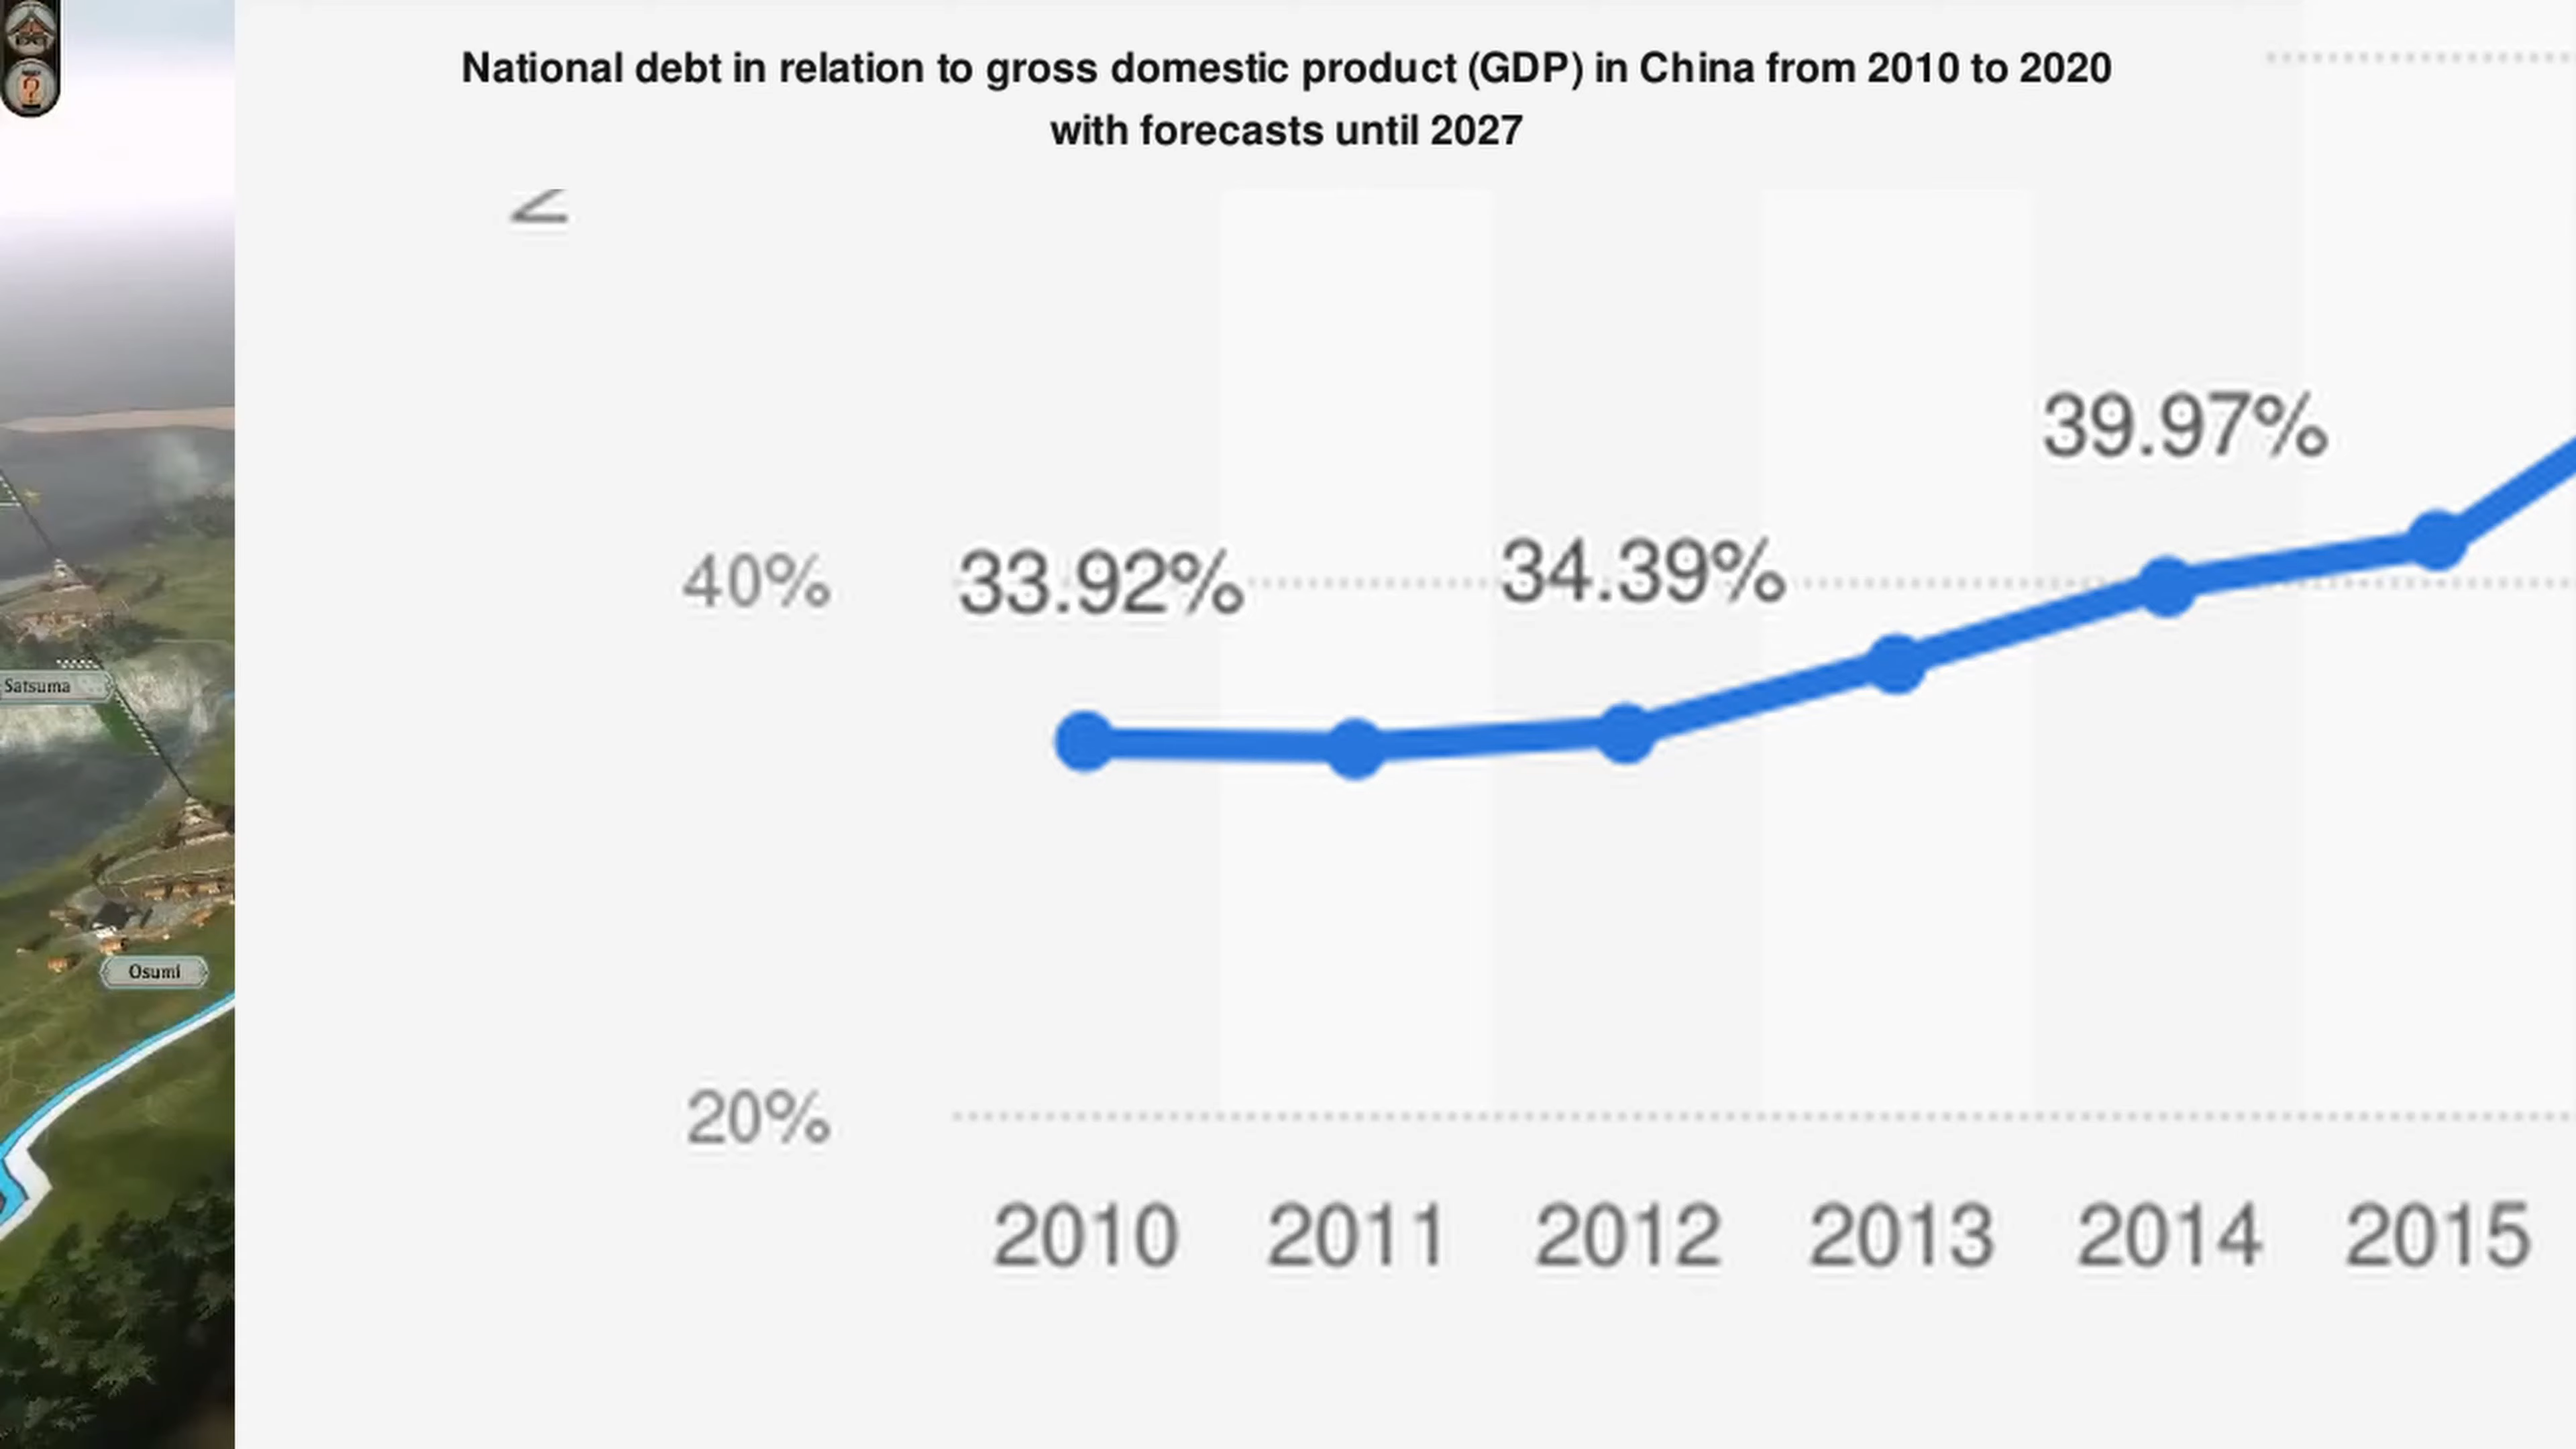 National debt in relation to gross domestic product (GDP) in China from 2010 to 2020
with forecasts until 2027
39.97%
40%
33.92%
34.39%
Satsuma
Osumi
20%
2010
2011
2012
2013
2014
2015